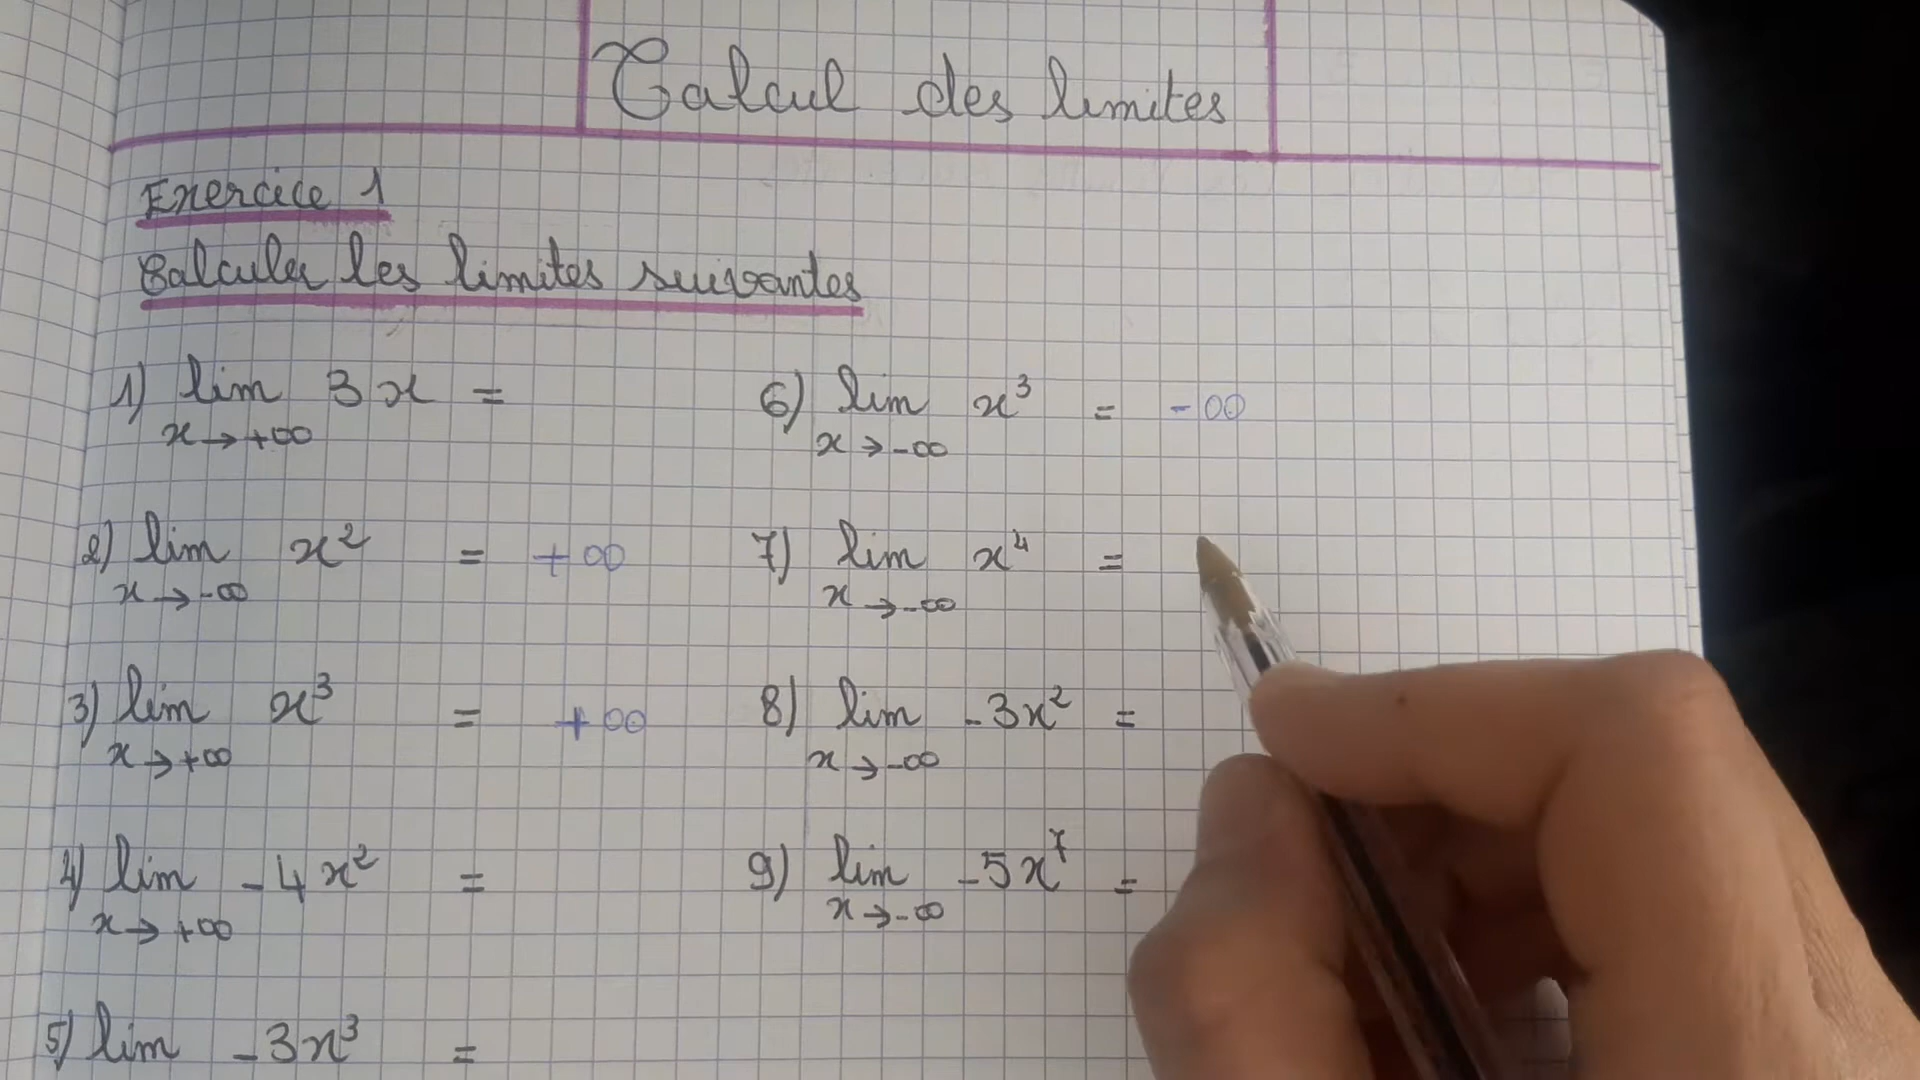 Calcul des limites
Exercice 1
Calculer les limites suivantes
1) lim 3x =
x→+∞
2) lim x² = +∞
x→-∞
3) lim x³ = +∞
x→+∞
4) lim -4x² =
x→+∞
5) lim -3x³ =
6) lim x³ = -∞
x→-∞
7) lim x⁴ =
x→-∞
8) lim -3x² =
x→-∞
9) lim -5x⁷ =
x→-∞